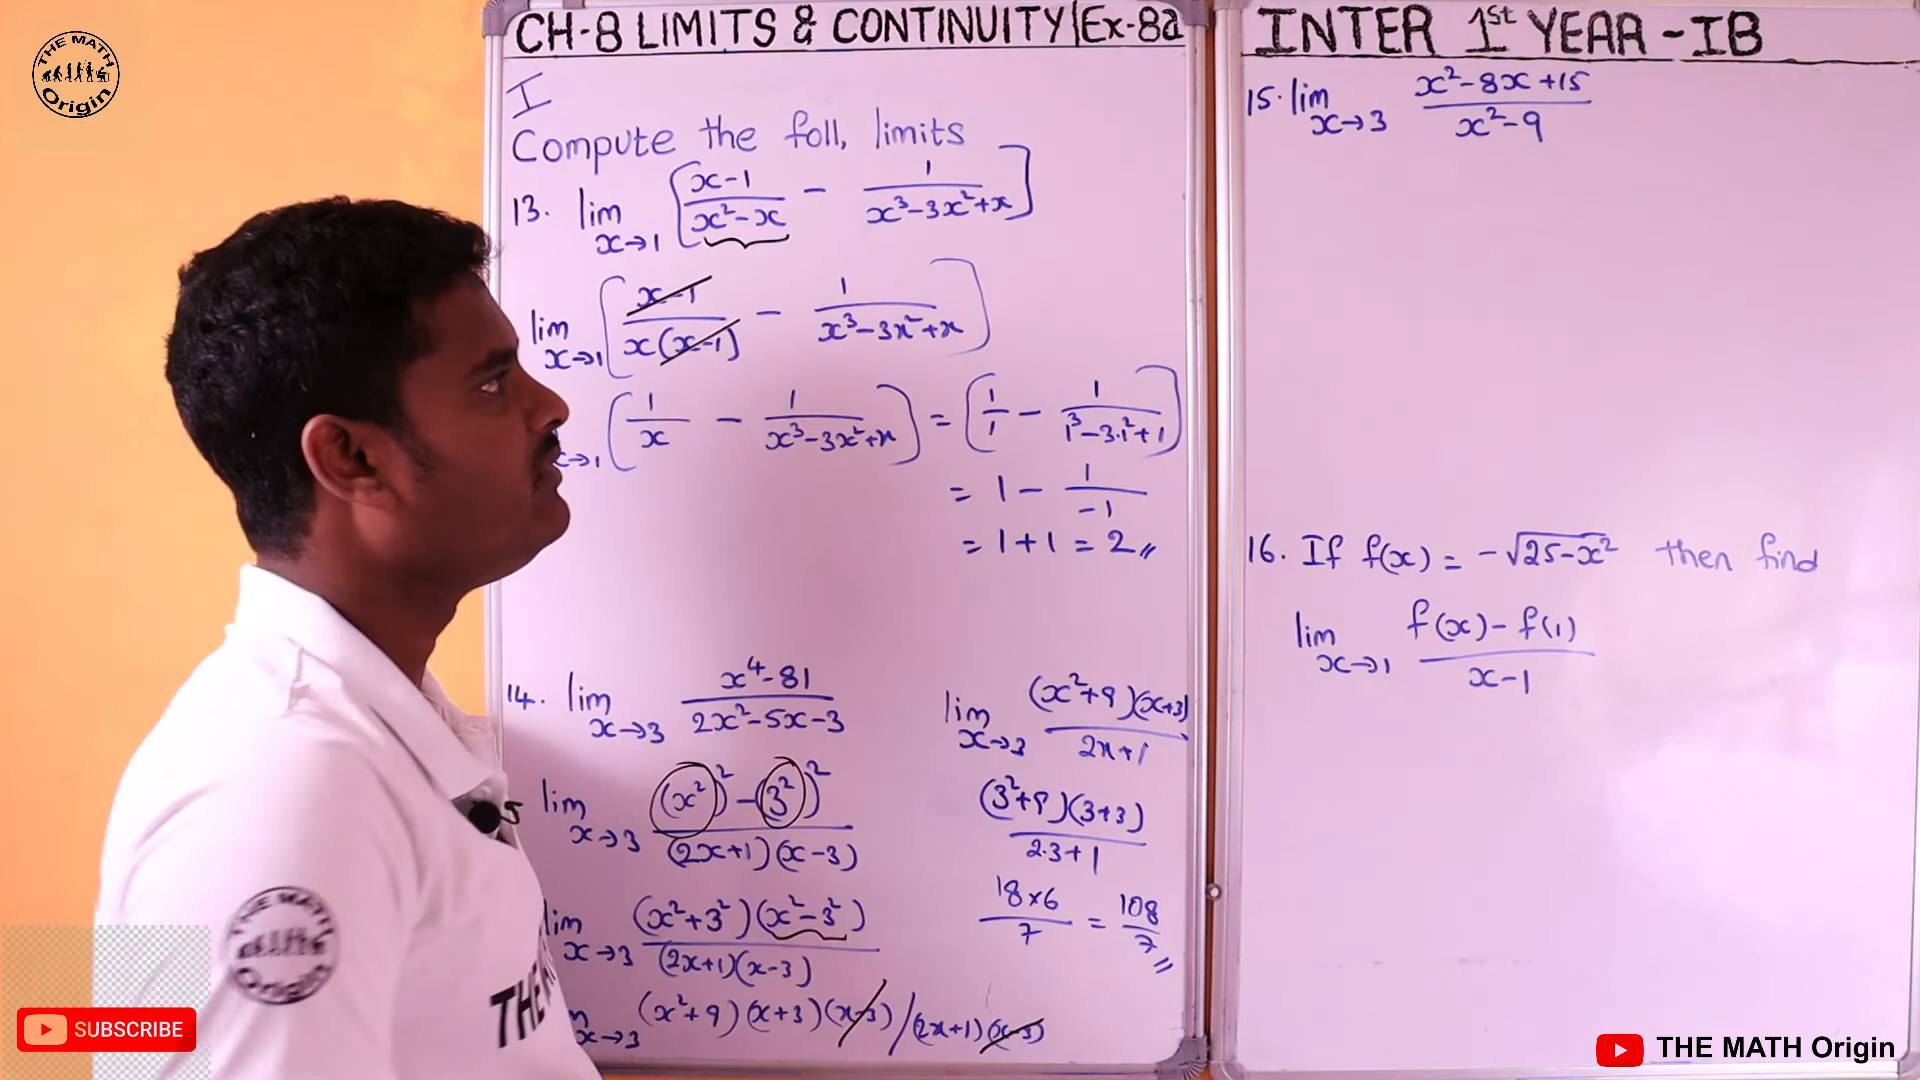 THE MATH Origin
CH-8 LIMITS & CONTINUITY | Ex-8a
I
Compute the foll, limits
13. lim x→1 [(x-1)/(x²-x) - 1/(x³-3x²+x)]
lim x→1 [(x-1)/(x(x-1)) - 1/(x³-3x²+x)]
x→1 [1/x - 1/(x³-3x²+x)] = [1/1 - 1/(1³-3.1²+1)]
= 1 - 1/-1
= 1+1 = 2
14. lim x→3 (x⁴-81)/(2x²-5x-3)
lim x→3 ((x²)²-(3²)²)/((2x+1)(x-3))
lim x→3 ((x²+3²)(x²-3²))/((2x+1)(x-3))
x→3 (x²+9)(x+3)(x-3)/(2x+1)(x-3)
lim x→3 ((x²+9)(x+3))/(2x+1)
((3²+9)(3+3))/(2.3+1)
(18×6)/7 = 108/7
INTER 1st YEAR - IB
15. lim x→3 (x²-8x+15)/(x²-9)
16. If f(x) = -√(25-x²) then find
lim x→1 (f(x)-f(1))/(x-1)
THE MATH Origin
THE
SUBSCRIBE
THE MATH Origin